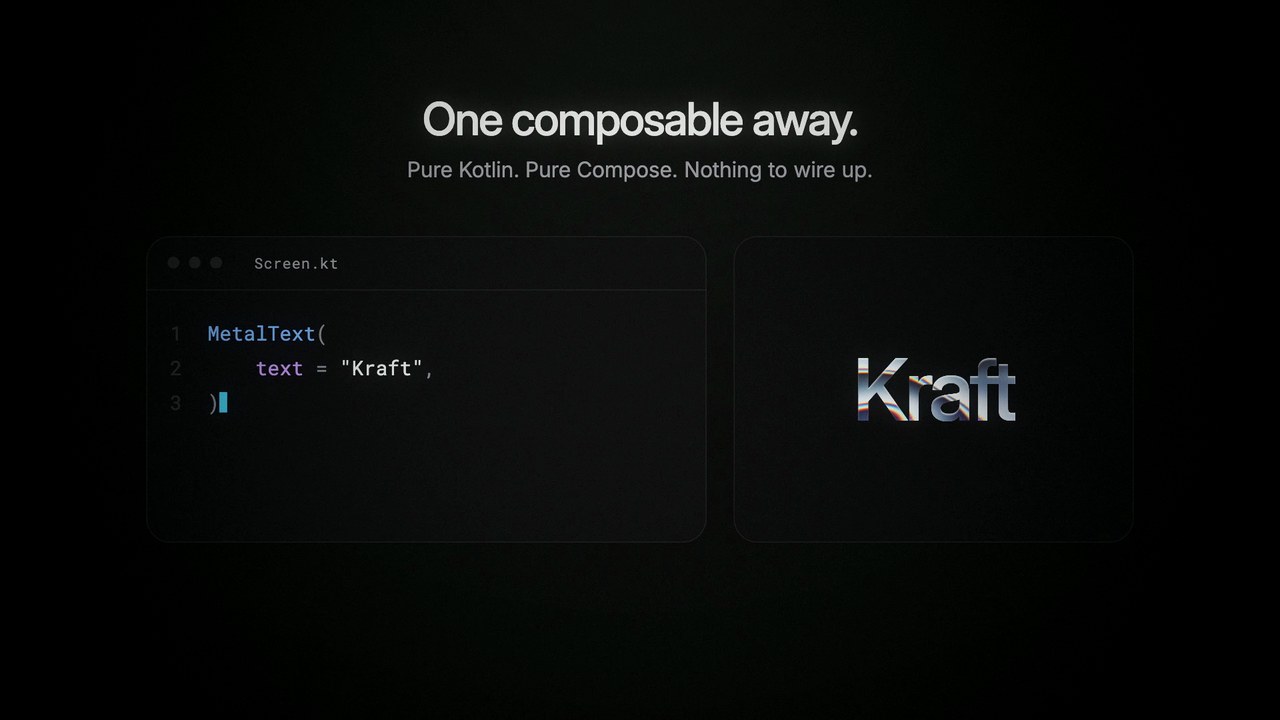 One composable away.
Pure Kotlin. Pure Compose. Nothing to wire up.
Screen.kt
1 MetalText(
2     text = "Kraft",
3 )
Kraft